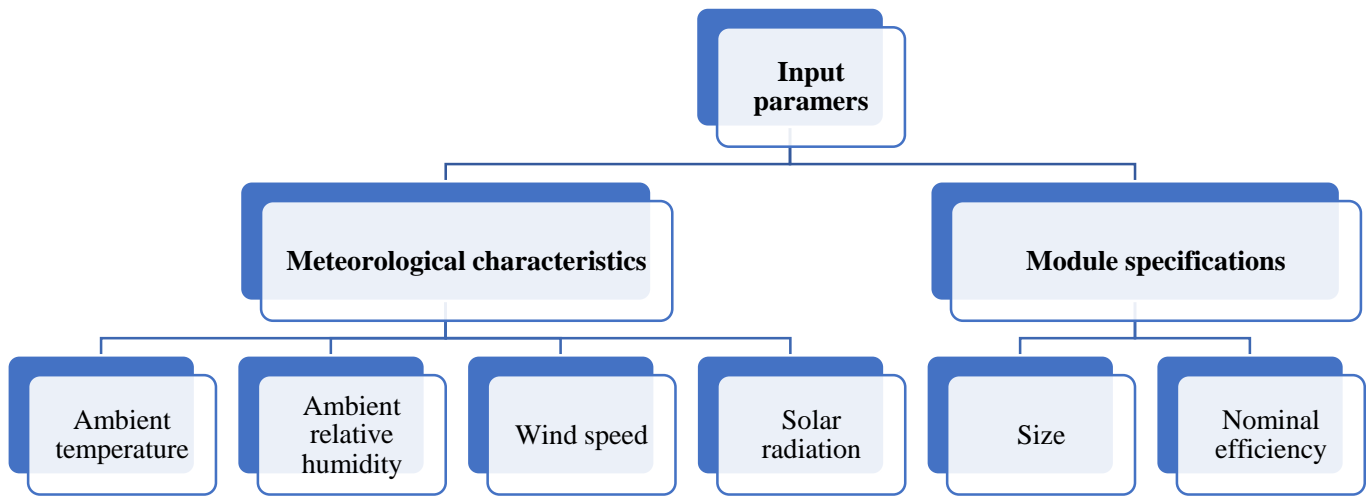 Input
paramers
Meteorological characteristics
Module specifications
Ambient
temperature
Ambient
relative
humidity
Wind speed
Solar
radiation
Size
Nominal
efficiency